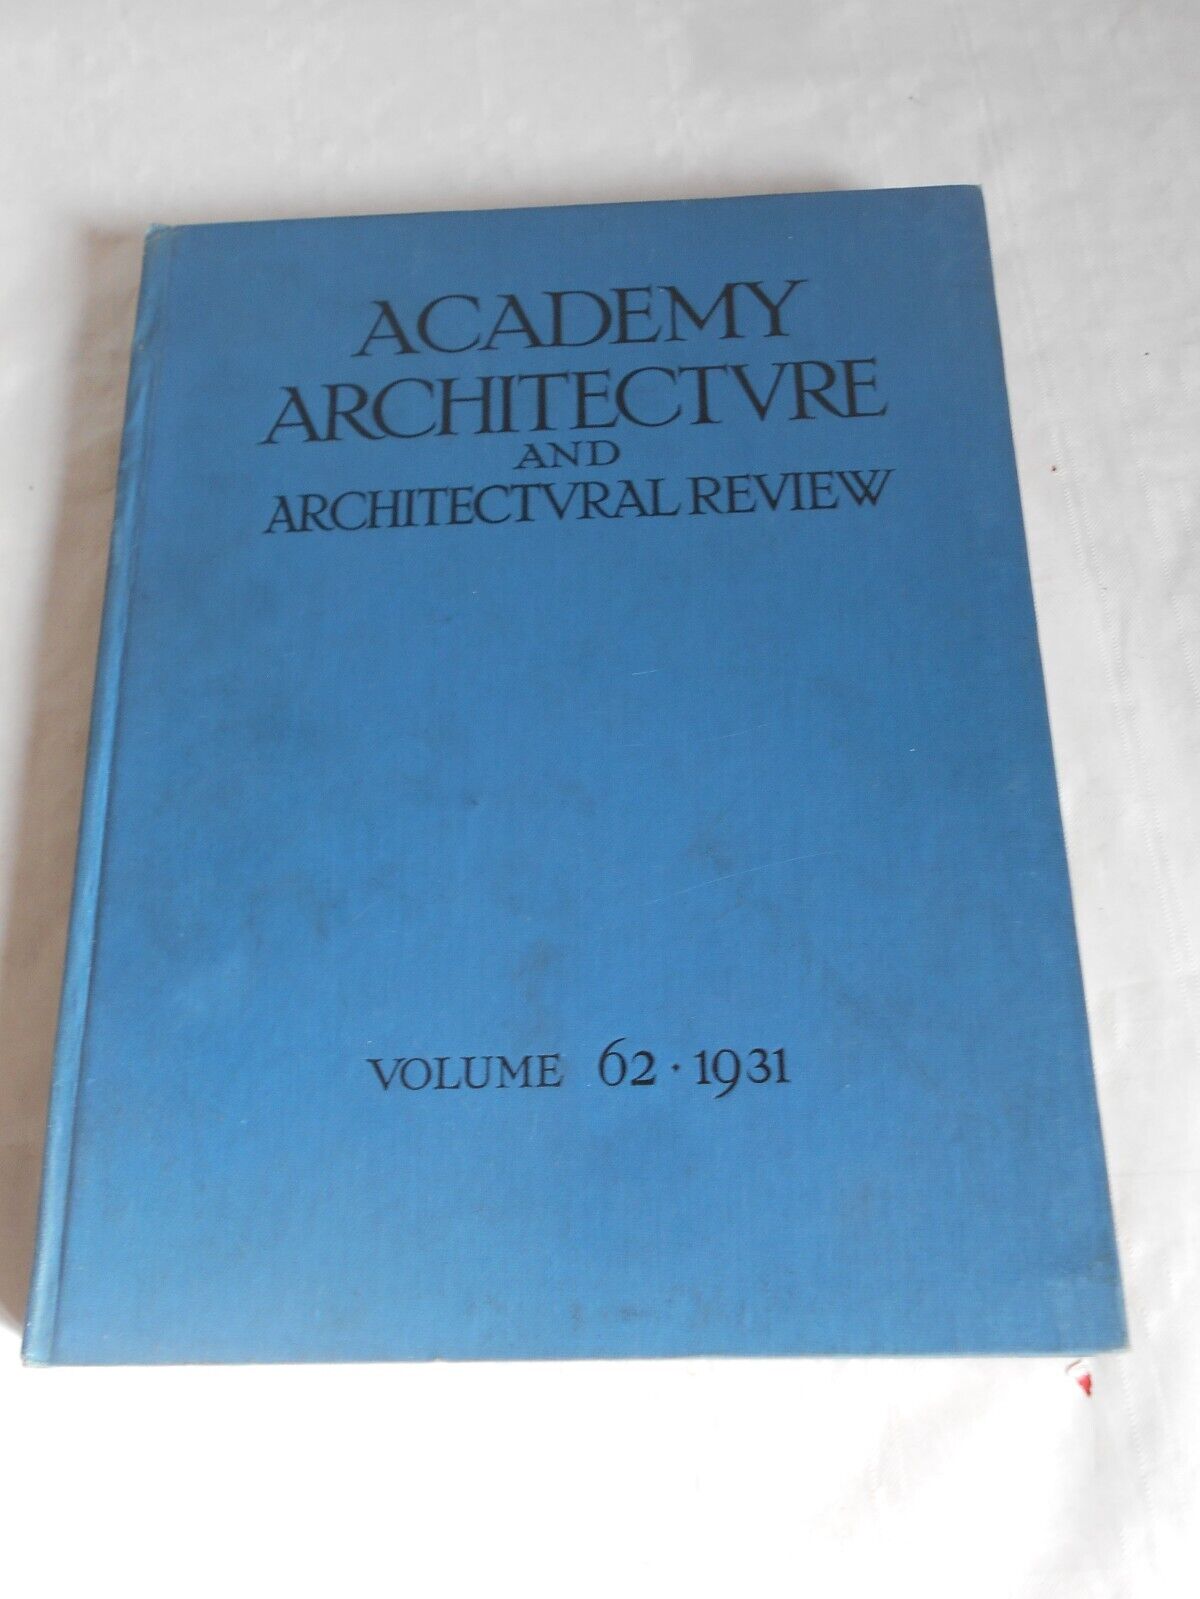 ACADEMY
ARCHITECTVRE
AND
ARCHITECTVRAL REVIEW
VOLUME 62 · 1931